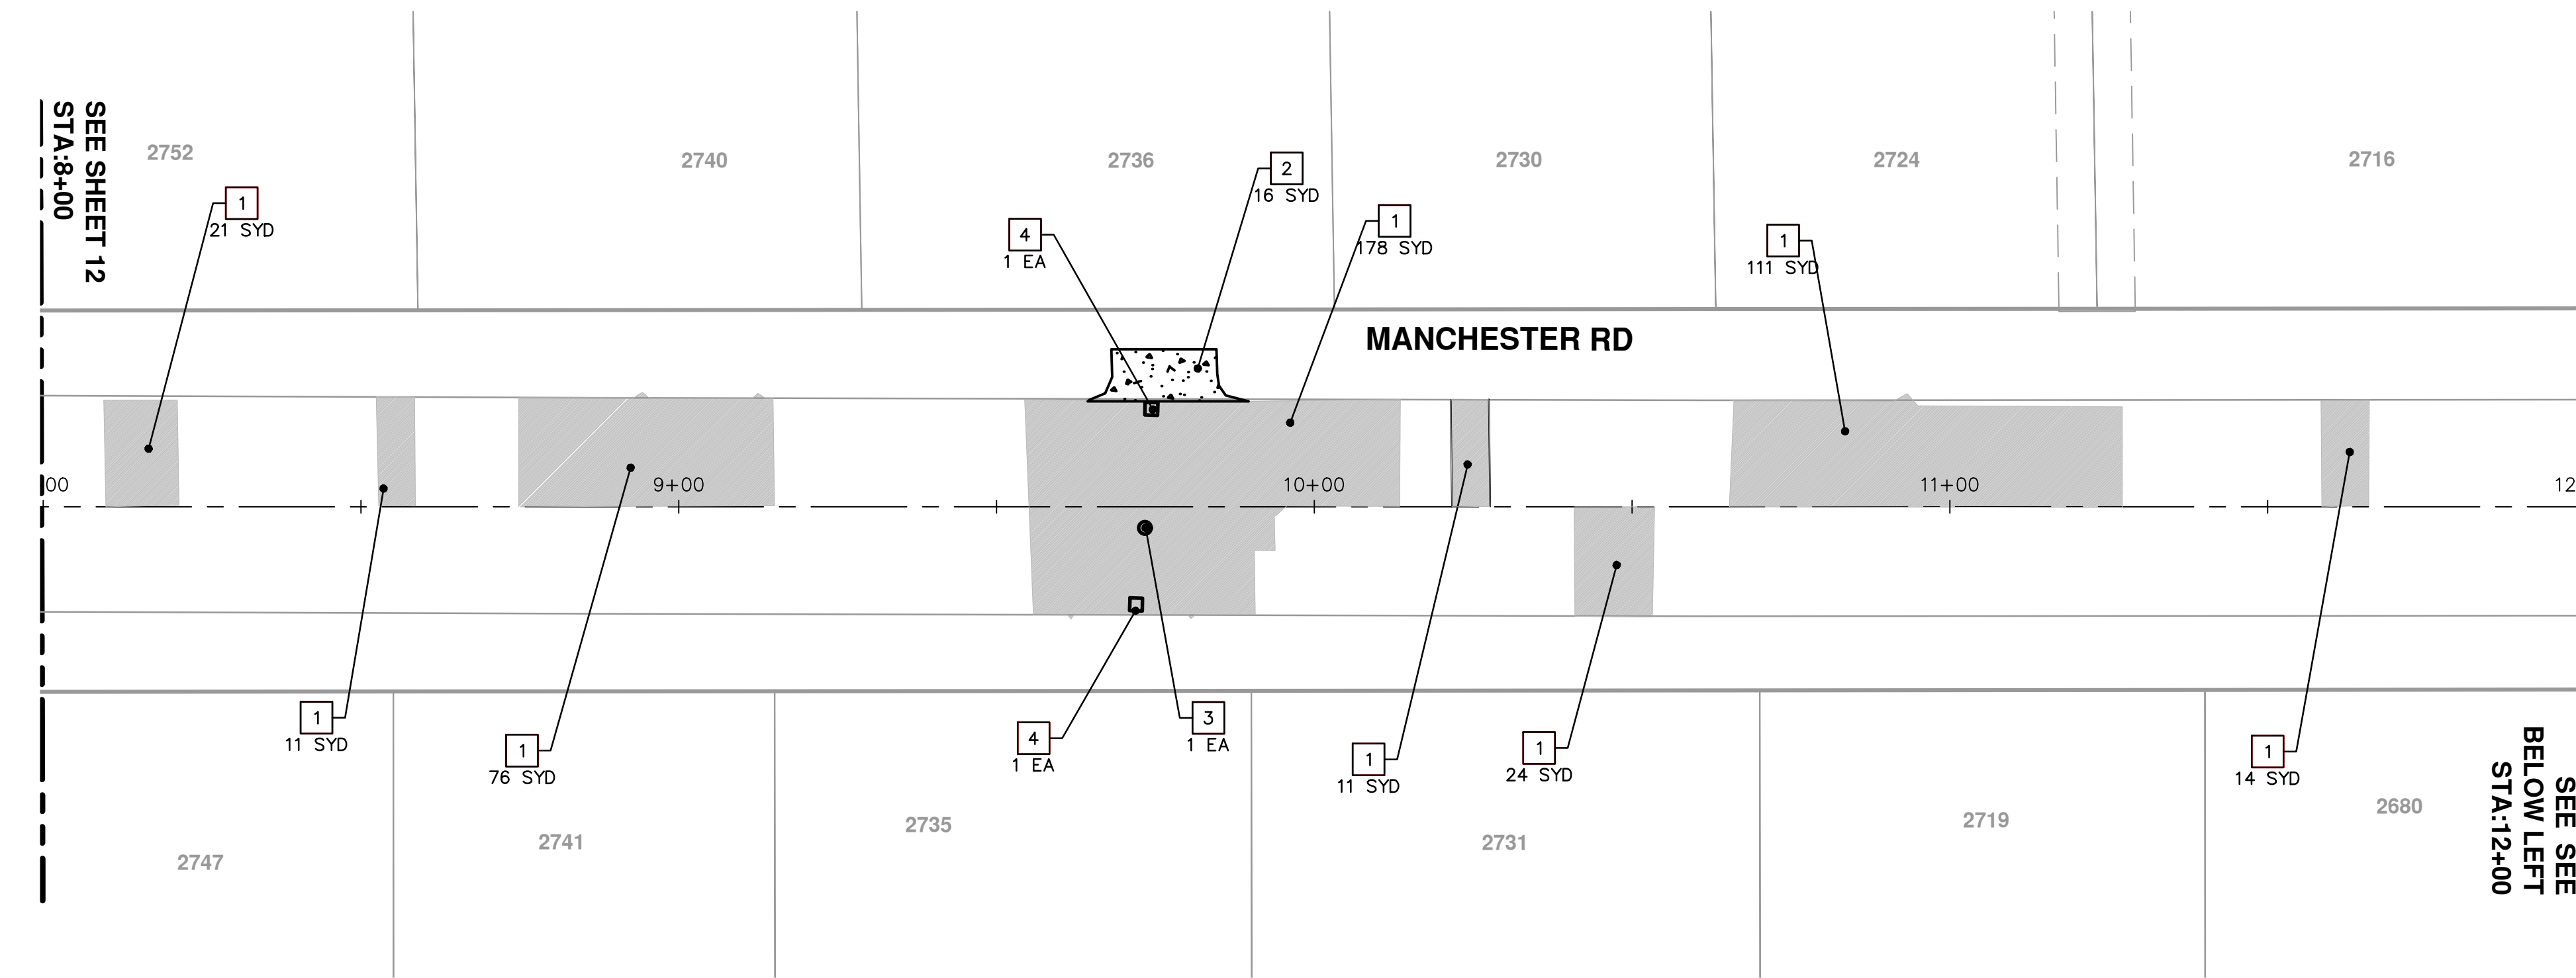 SEE SHEET 12
STA:8+00
2752
2740
2736
2730
2724
2716
1
21 SYD
2
16 SYD
4
1 EA
1
178 SYD
1
111 SYD
MANCHESTER RD
00
9+00
10+00
11+00
12
1
11 SYD
1
76 SYD
4
1 EA
3
1 EA
1
11 SYD
1
24 SYD
1
14 SYD
2747
2741
2735
2731
2719
2680
SEE SEE
BELOW LEFT
STA:12+00